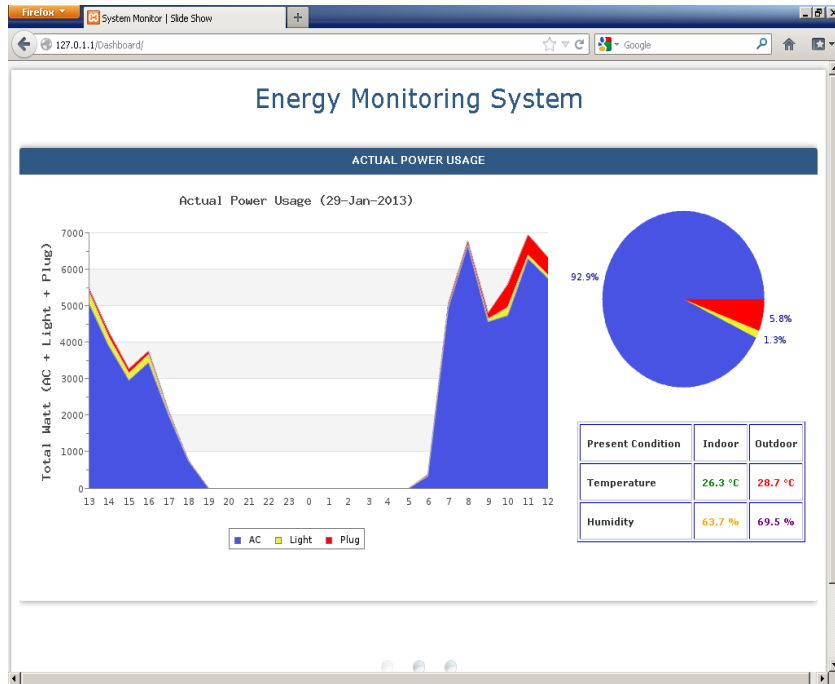 Firefox
System Monitor | Slide Show
127.0.1.1/Dashboard/
Google
Energy Monitoring System
ACTUAL POWER USAGE
Actual Power Usage (29-Jan-2013)
Total Watt (AC + Light + Plug)
7000
6000
5000
4000
3000
2000
1000
0
13 14 15 16 17 18 19 20 21 22 23 0 1 2 3 4 5 6 7 8 9 10 11 12
AC Light Plug
92.9%
5.8%
1.3%
Present Condition Indoor Outdoor
Temperature 26.3 °C 28.7 °C
Humidity 63.7 % 69.5 %